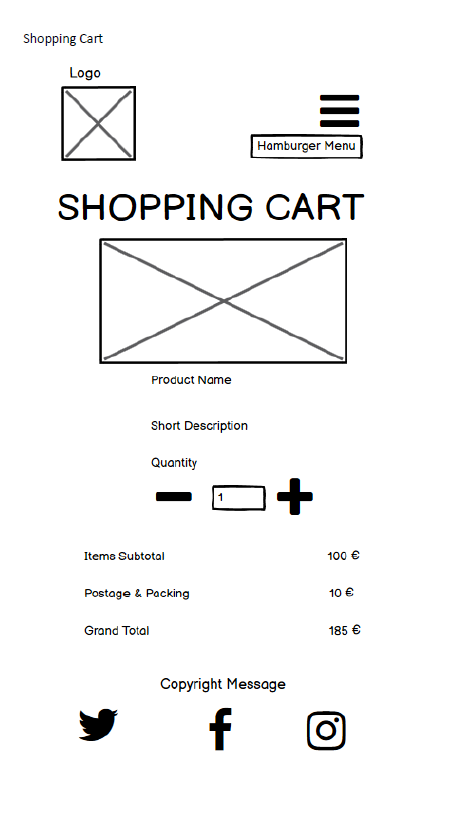 Shopping Cart
Logo
Hamburger Menu
SHOPPING CART
Product Name
Short Description
Quantity
1
Items Subtotal 100 €
Postage & Packing 10 €
Grand Total 185 €
Copyright Message